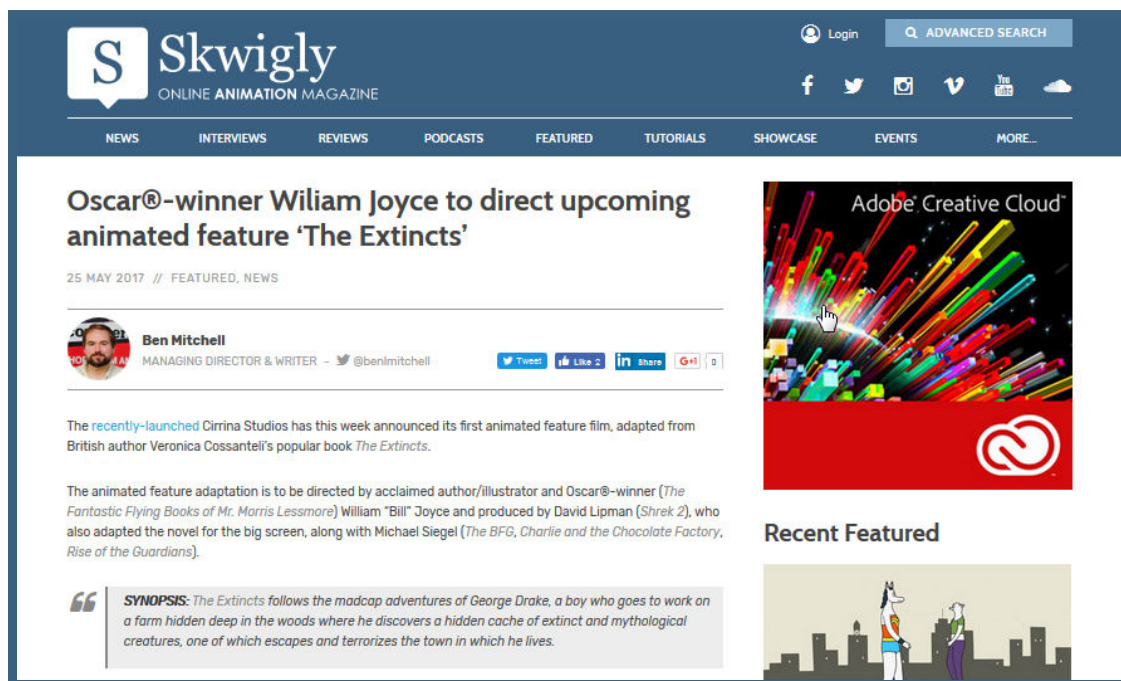 Login
ADVANCED SEARCH
S
Skwigly
ONLINE ANIMATION MAGAZINE
f
You
Tube
NEWS INTERVIEWS REVIEWS PODCASTS FEATURED TUTORIALS SHOWCASE EVENTS MORE...
Oscar®-winner Wiliam Joyce to direct upcoming
animated feature ‘The Extincts’
25 MAY 2017 // FEATURED, NEWS
Ben Mitchell
MANAGING DIRECTOR & WRITER – @benlmitchell
Tweet Like 2 in Share G+1 0
The recently-launched Cirrina Studios has this week announced its first animated feature film, adapted from
British author Veronica Cossanteli's popular book The Extincts.
The animated feature adaptation is to be directed by acclaimed author/illustrator and Oscar®-winner (The
Fantastic Flying Books of Mr. Morris Lessmore) William "Bill" Joyce and produced by David Lipman (Shrek 2), who
also adapted the novel for the big screen, along with Michael Siegel (The BFG, Charlie and the Chocolate Factory,
Rise of the Guardians).
SYNOPSIS: The Extincts follows the madcap adventures of George Drake, a boy who goes to work on
a farm hidden deep in the woods where he discovers a hidden cache of extinct and mythological
creatures, one of which escapes and terrorizes the town in which he lives.
Adobe® Creative Cloud™
Recent Featured